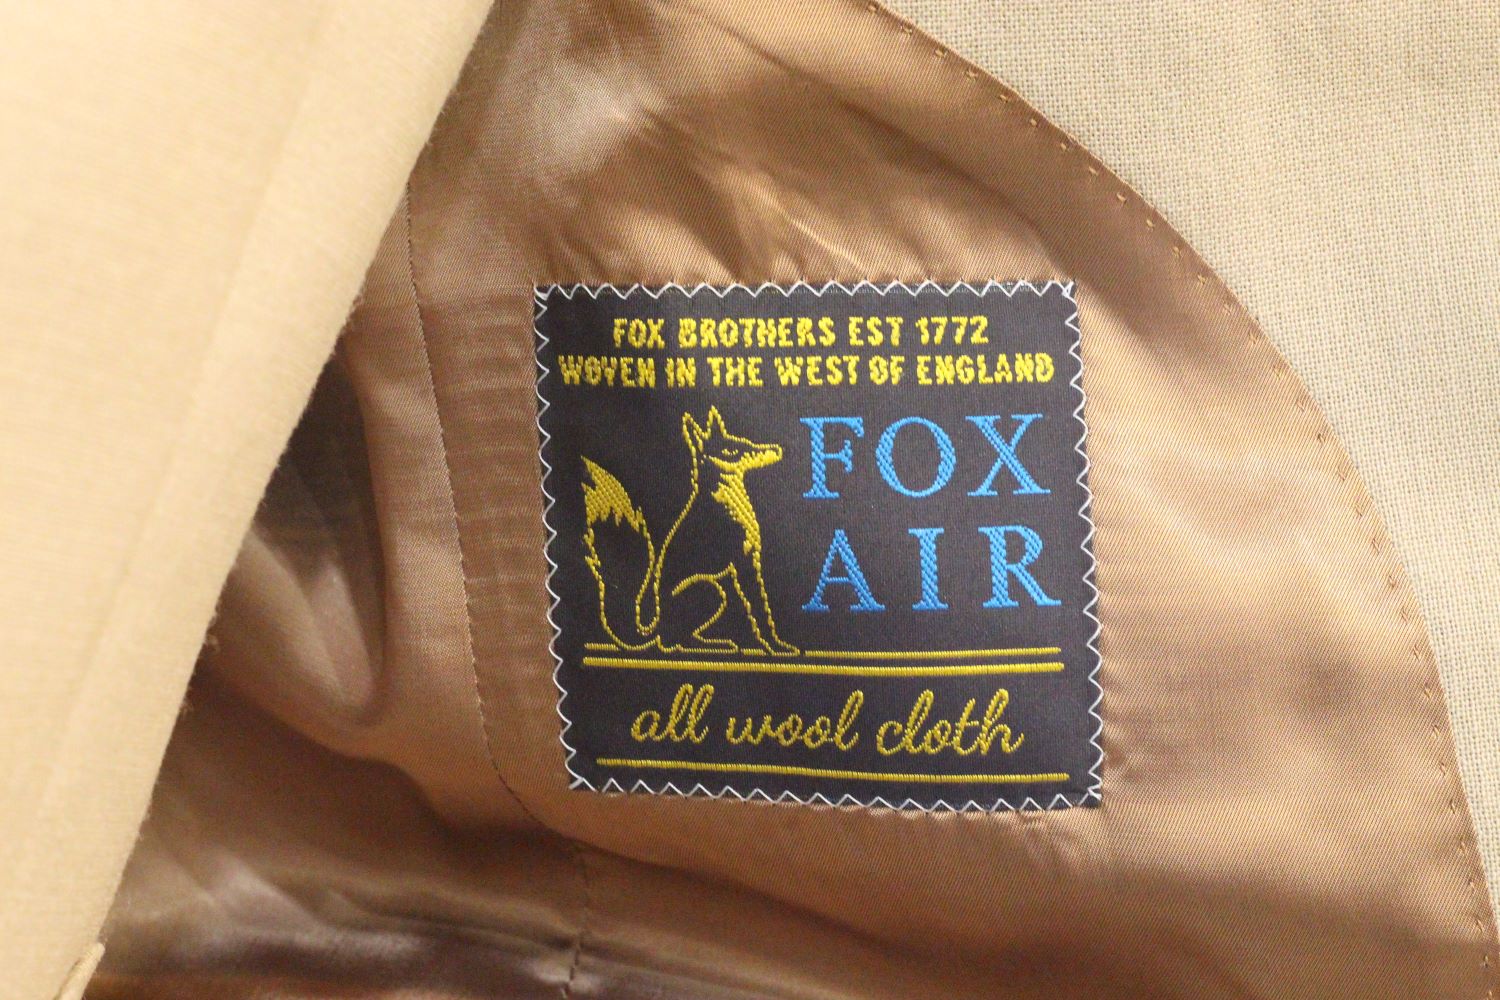 FOX BROTHERS EST 1772
WOVEN IN THE WEST OF ENGLAND
FOX
AIR
all wool cloth